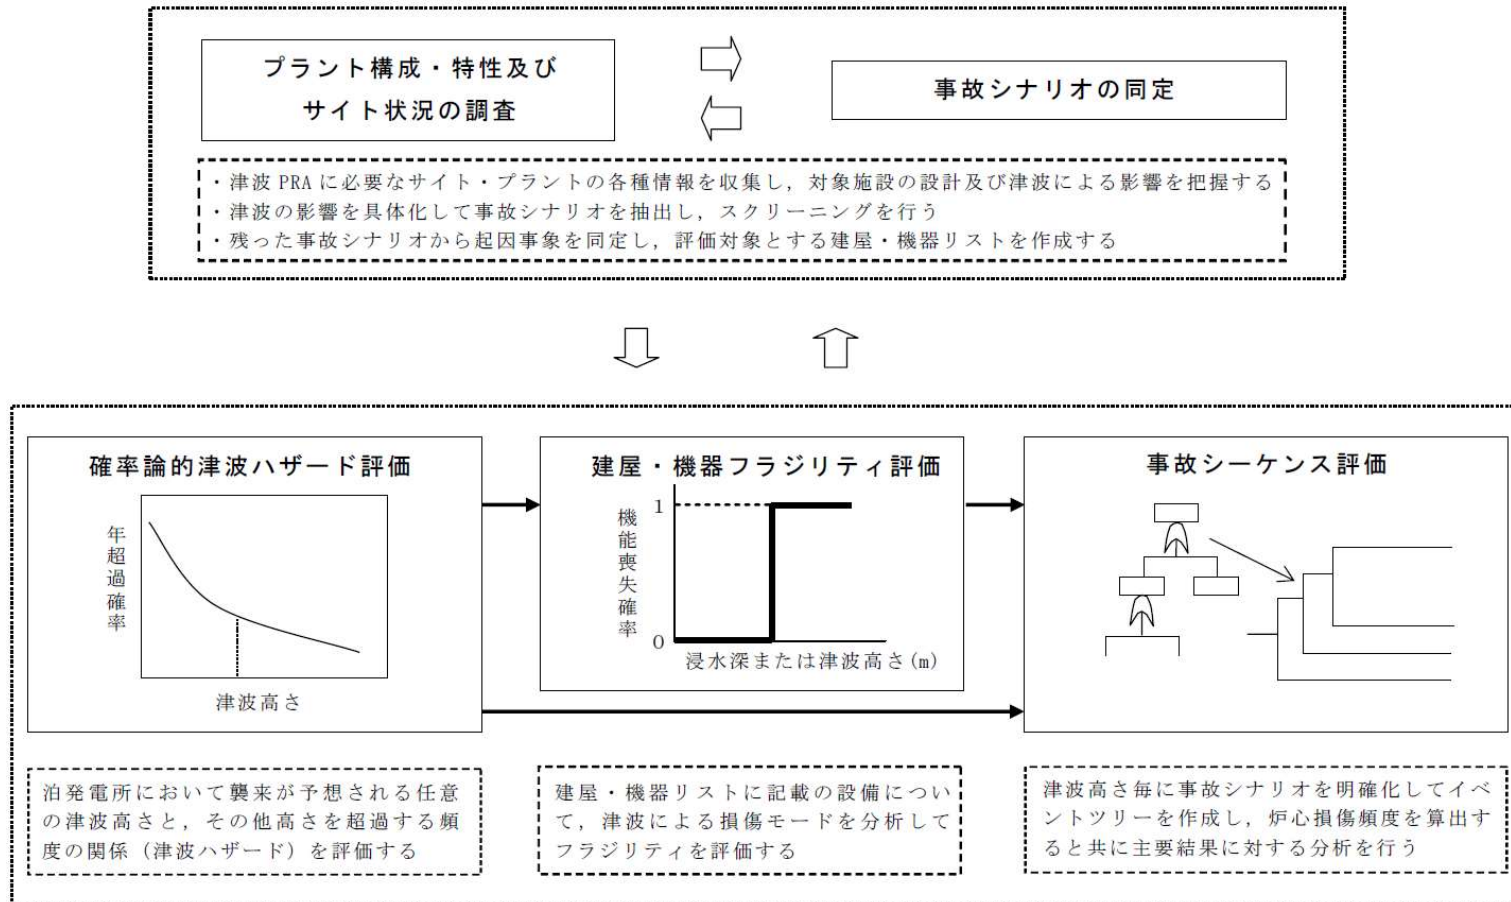 プラント構成・特性及び
サイト状況の調査
事故シナリオの同定
・津波 PRA に必要なサイト・プラントの各種情報を収集し，対象施設の設計及び津波による影響を把握する
・津波の影響を具体化して事故シナリオを抽出し，スクリーニングを行う
・残った事故シナリオから起因事象を同定し，評価対象とする建屋・機器リストを作成する
確率論的津波ハザード評価
年超過確率
津波高さ
建屋・機器フラジリティ評価
機能喪失確率
1
0
浸水深または津波高さ(m)
事故シーケンス評価
泊発電所において襲来が予想される任意
の津波高さと，その他高さを超過する頻
度の関係（津波ハザード）を評価する
建屋・機器リストに記載の設備につい
て，津波による損傷モードを分析して
フラジリティを評価する
津波高さ毎に事故シナリオを明確化してイベ
ントツリーを作成し，炉心損傷頻度を算出す
ると共に主要結果に対する分析を行う